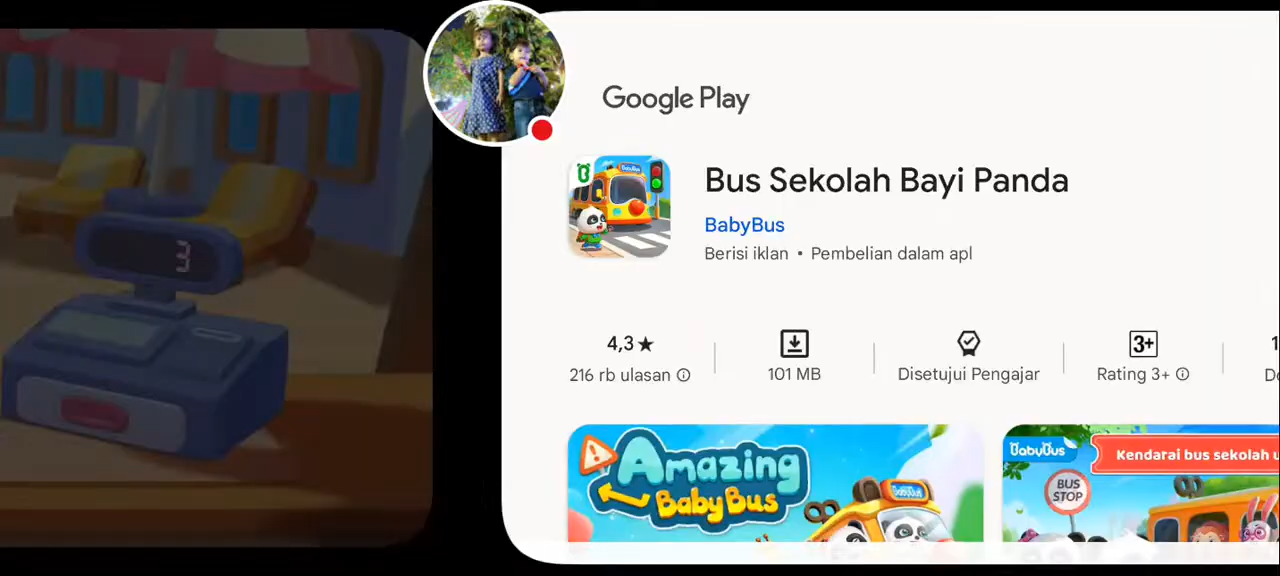 3
Google Play
Bus Sekolah Bayi Panda
BabyBus
Berisi iklan • Pembelian dalam apl
4,3★
216 rb ulasan
101 MB
Disetujui Pengajar
3+
Rating 3+
Amazing
BabyBus
BabyBus
BabyBus
Kendarai bus sekolah
BUS
STOP